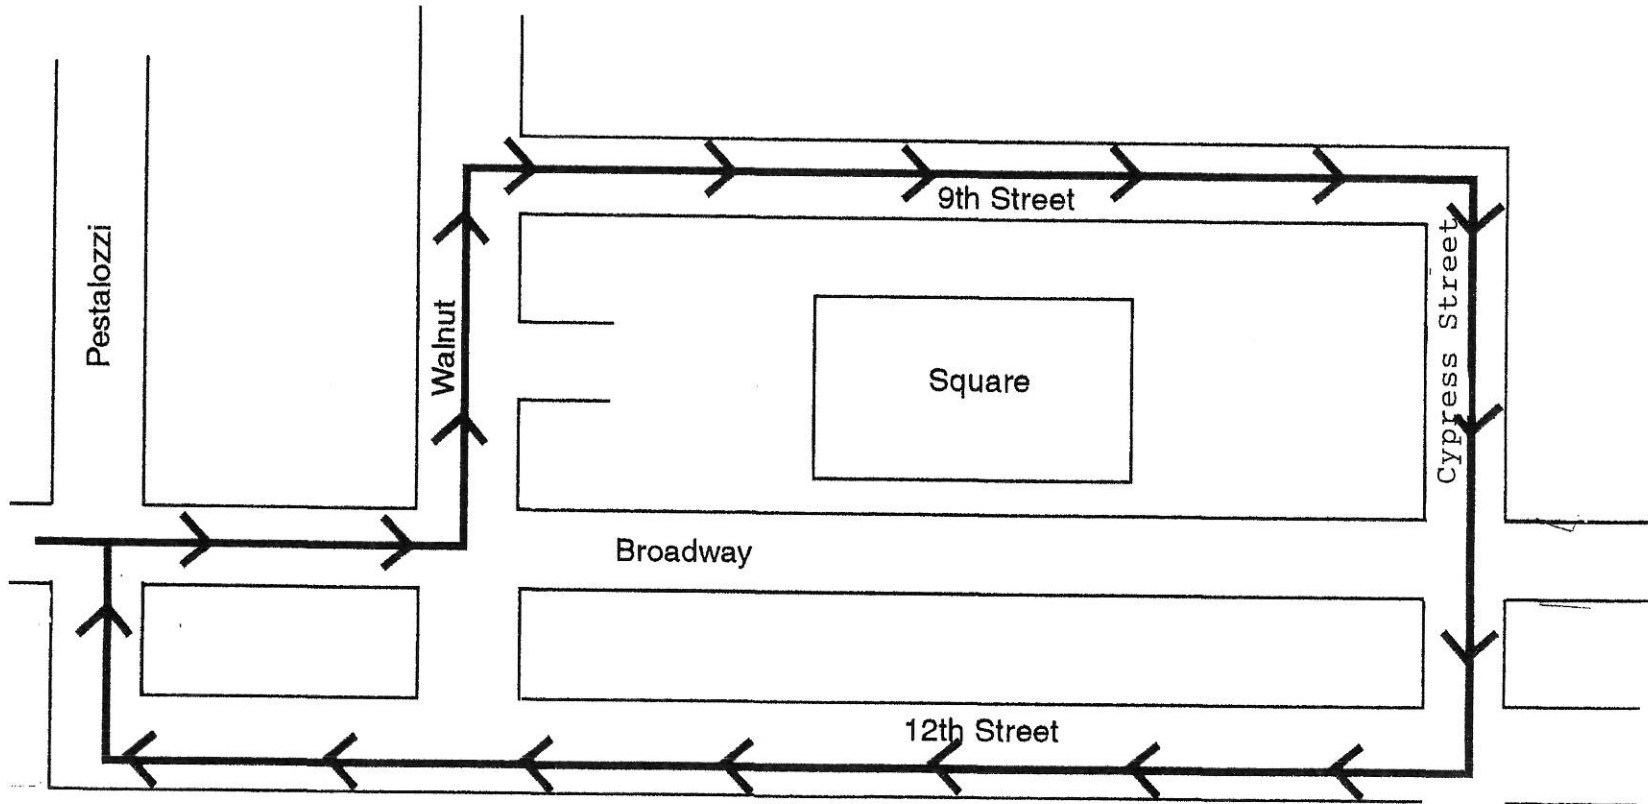 9th Street
Pestalozzi
Walnut
Cypress Street
Square
Broadway
12th Street